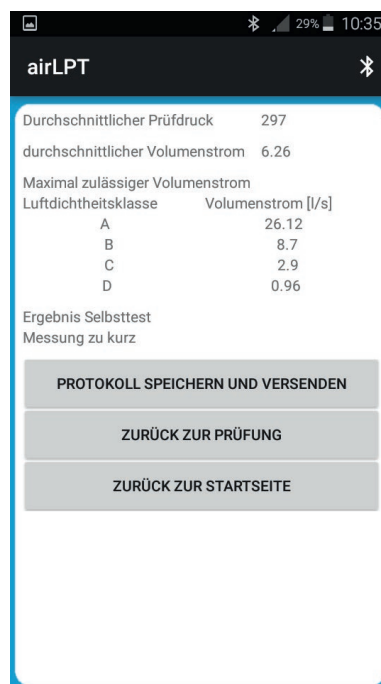 29% 10:35
airLPT
Durchschnittlicher Prüfdruck 297
durchschnittlicher Volumenstrom 6.26
Maximal zulässiger Volumenstrom
Luftdichtheitsklasse Volumenstrom [l/s]
A 26.12
B 8.7
C 2.9
D 0.96
Ergebnis Selbsttest
Messung zu kurz
PROTOKOLL SPEICHERN UND VERSENDEN
ZURÜCK ZUR PRÜFUNG
ZURÜCK ZUR STARTSEITE